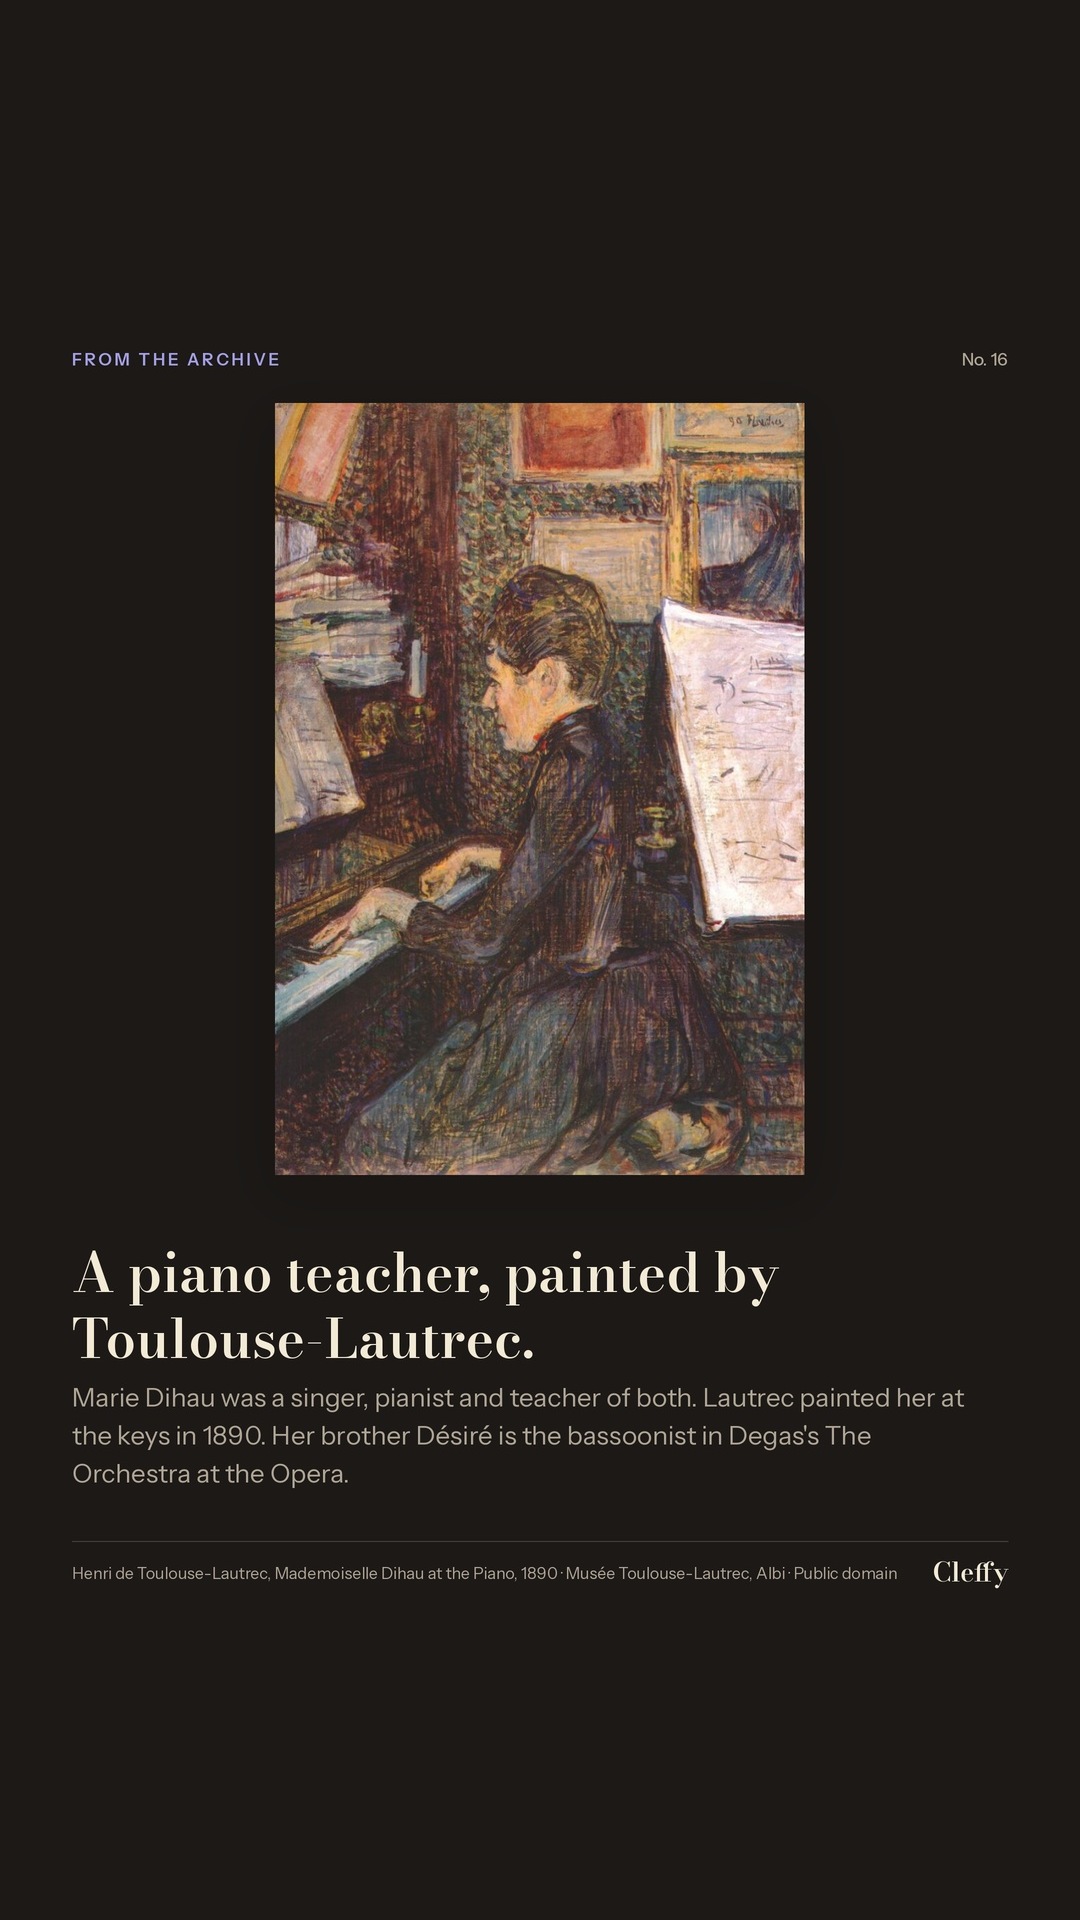 FROM THE ARCHIVE
No. 16
A piano teacher, painted by
Toulouse-Lautrec.
Marie Dihau was a singer, pianist and teacher of both. Lautrec painted her at
the keys in 1890. Her brother Désiré is the bassoonist in Degas's The
Orchestra at the Opera.
Henri de Toulouse-Lautrec, Mademoiselle Dihau at the Piano, 1890 · Musée Toulouse-Lautrec, Albi · Public domain
Cleffy